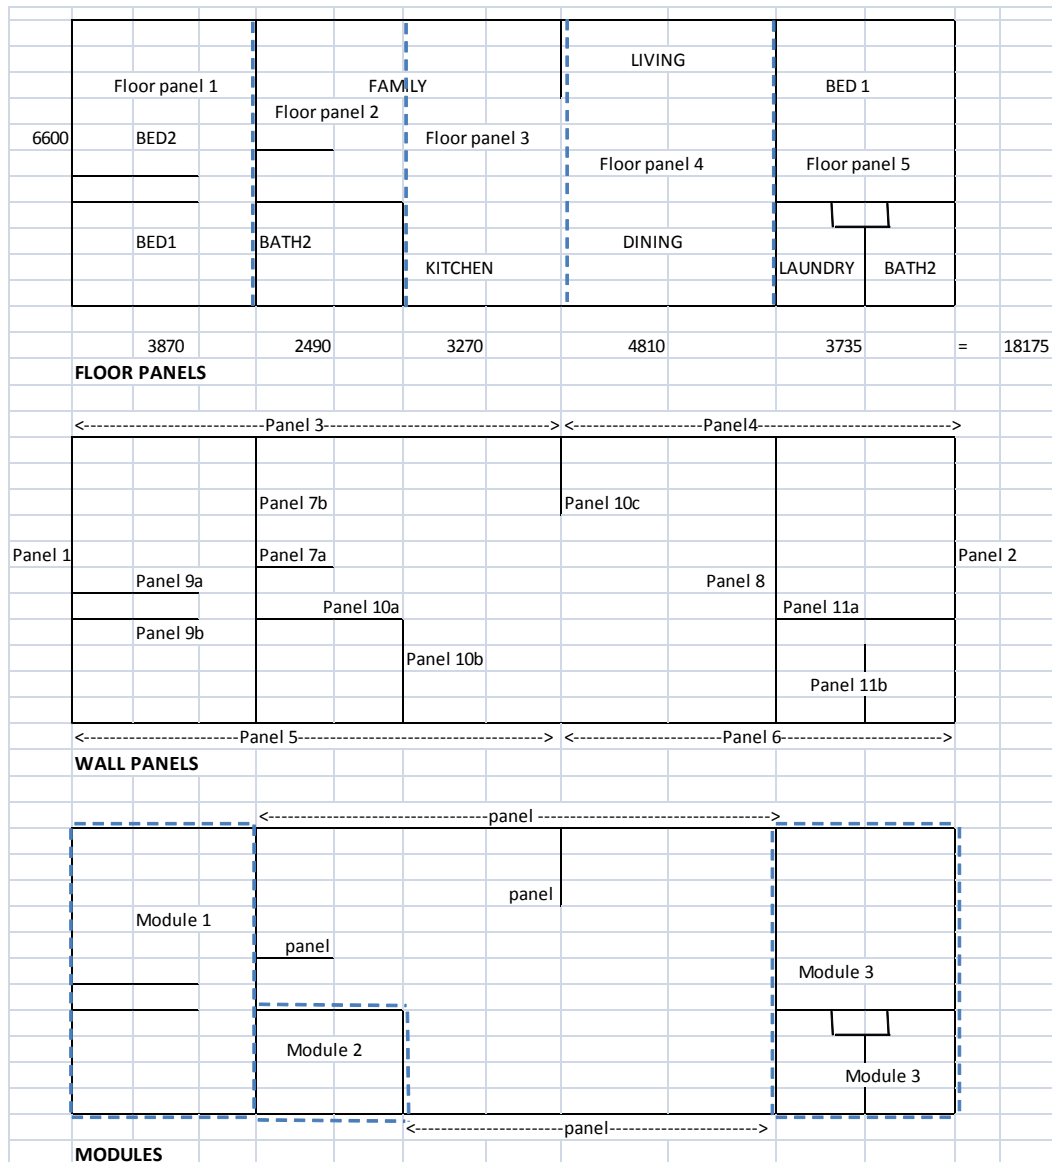 LIVING
Floor panel 1 FAMILY BED 1
Floor panel 2
6600 BED2 Floor panel 3
Floor panel 4 Floor panel 5
BED1 BATH2 DINING
KITCHEN LAUNDRY BATH2
3870 2490 3270 4810 3735 = 18175
FLOOR PANELS
<-------------------------Panel 3-------------------------------> <-------------------Panel4--------------------------->
Panel 7b Panel 10c
Panel 1 Panel 7a Panel 2
Panel 9a Panel 8
Panel 10a Panel 11a
Panel 9b
Panel 10b
Panel 11b
<----------------------Panel 5----------------------------------> <---------------------Panel 6----------------------->
WALL PANELS
<------------------------------panel --------------------------------->
panel
Module 1
panel
Module 3
Module 2
Module 3
<--------------------panel--------------------->
MODULES